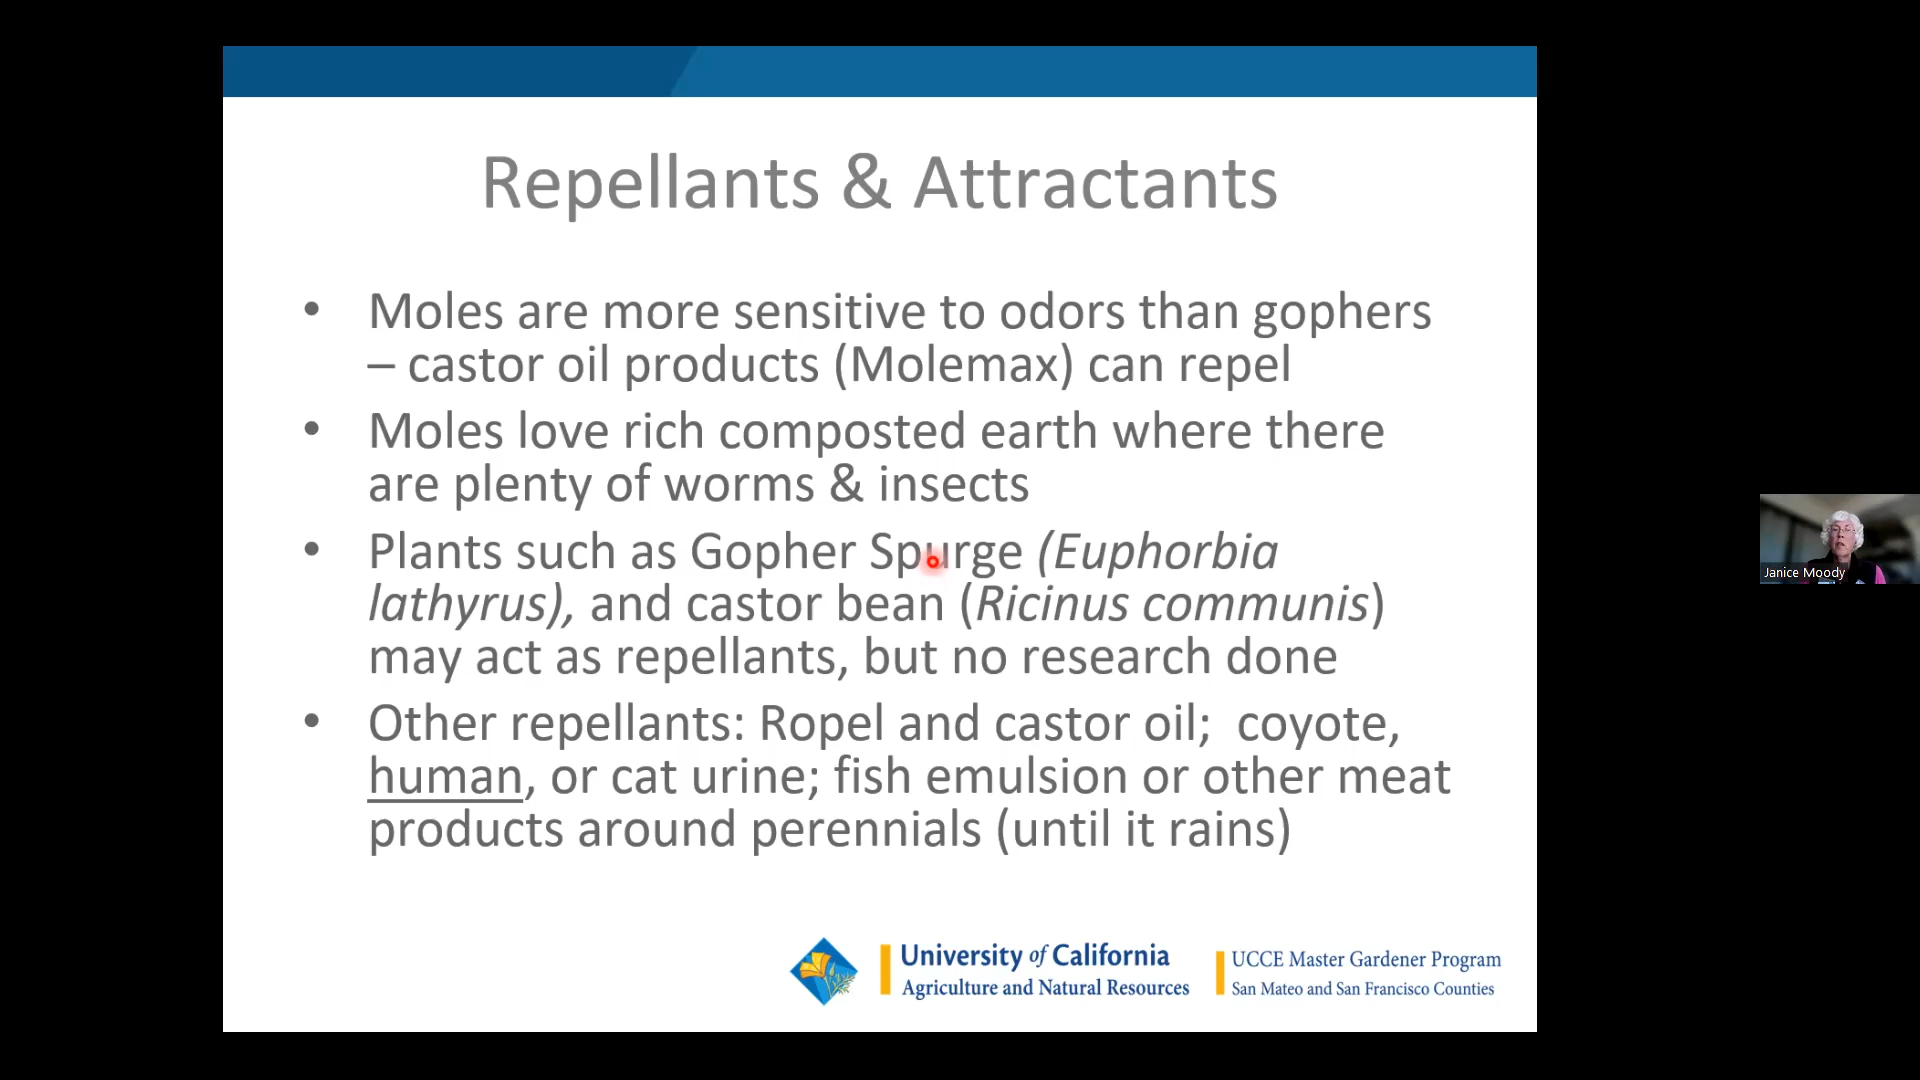 Repellants & Attractants
• Moles are more sensitive to odors than gophers
– castor oil products (Molemax) can repel
• Moles love rich composted earth where there
are plenty of worms & insects
• Plants such as Gopher Spurge (Euphorbia
lathyrus), and castor bean (Ricinus communis)
may act as repellants, but no research done
• Other repellants: Ropel and castor oil;  coyote,
human, or cat urine; fish emulsion or other meat
products around perennials (until it rains)
University of California
Agriculture and Natural Resources
UCCE Master Gardener Program
San Mateo and San Francisco Counties
Janice Moody